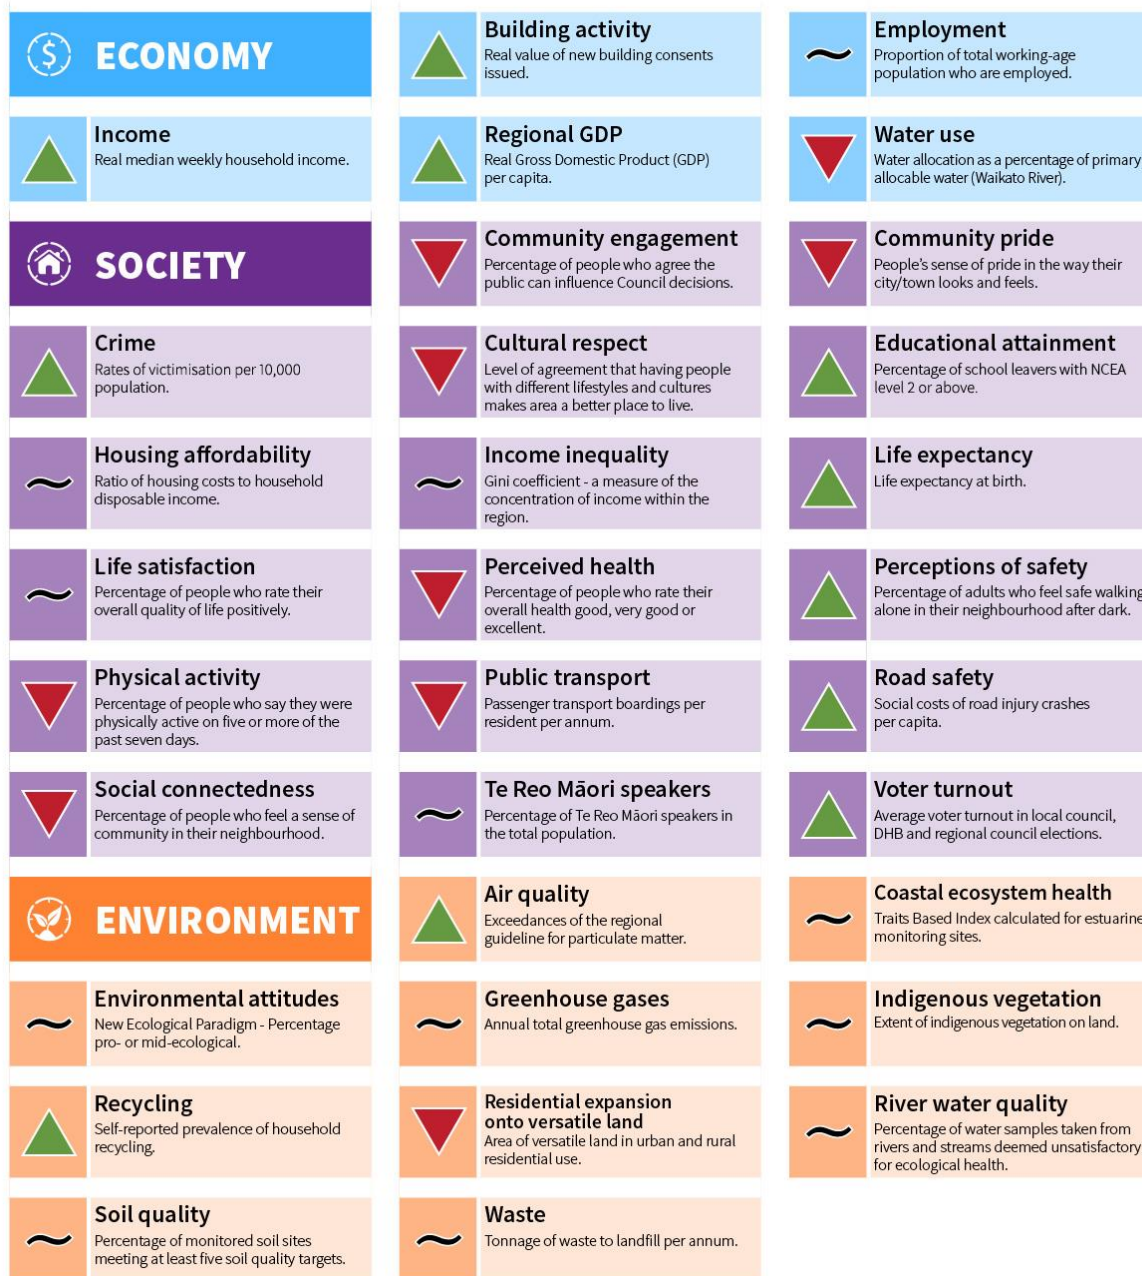 ECONOMY
Building activity
Real value of new building consents
issued.
Employment
Proportion of total working-age
population who are employed.
Income
Real median weekly household income.
Regional GDP
Real Gross Domestic Product (GDP)
per capita.
Water use
Water allocation as a percentage of primary
allocable water (Waikato River).
SOCIETY
Community engagement
Percentage of people who agree the
public can influence Council decisions.
Community pride
People's sense of pride in the way their
city/town looks and feels.
Crime
Rates of victimisation per 10,000
population.
Cultural respect
Level of agreement that having people
with different lifestyles and cultures
makes area a better place to live.
Educational attainment
Percentage of school leavers with NCEA
level 2 or above.
Housing affordability
Ratio of housing costs to household
disposable income.
Income inequality
Gini coefficient - a measure of the
concentration of income within the
region.
Life expectancy
Life expectancy at birth.
Life satisfaction
Percentage of people who rate their
overall quality of life positively.
Perceived health
Percentage of people who rate their
overall health good, very good or
excellent.
Perceptions of safety
Percentage of adults who feel safe walking
alone in their neighbourhood after dark.
Physical activity
Percentage of people who say they were
physically active on five or more of the
past seven days.
Public transport
Passenger transport boardings per
resident per annum.
Road safety
Social costs of road injury crashes
per capita.
Social connectedness
Percentage of people who feel a sense of
community in their neighbourhood.
Te Reo Māori speakers
Percentage of Te Reo Māori speakers in
the total population.
Voter turnout
Average voter turnout in local council,
DHB and regional council elections.
ENVIRONMENT
Air quality
Exceedances of the regional
guideline for particulate matter.
Coastal ecosystem health
Traits Based Index calculated for estuarine
monitoring sites.
Environmental attitudes
New Ecological Paradigm - Percentage
pro- or mid-ecological.
Greenhouse gases
Annual total greenhouse gas emissions.
Indigenous vegetation
Extent of indigenous vegetation on land.
Recycling
Self-reported prevalence of household
recycling.
Residential expansion
onto versatile land
Area of versatile land in urban and rural
residential use.
River water quality
Percentage of water samples taken from
rivers and streams deemed unsatisfactory
for ecological health.
Soil quality
Percentage of monitored soil sites
meeting at least five soil quality targets.
Waste
Tonnage of waste to landfill per annum.